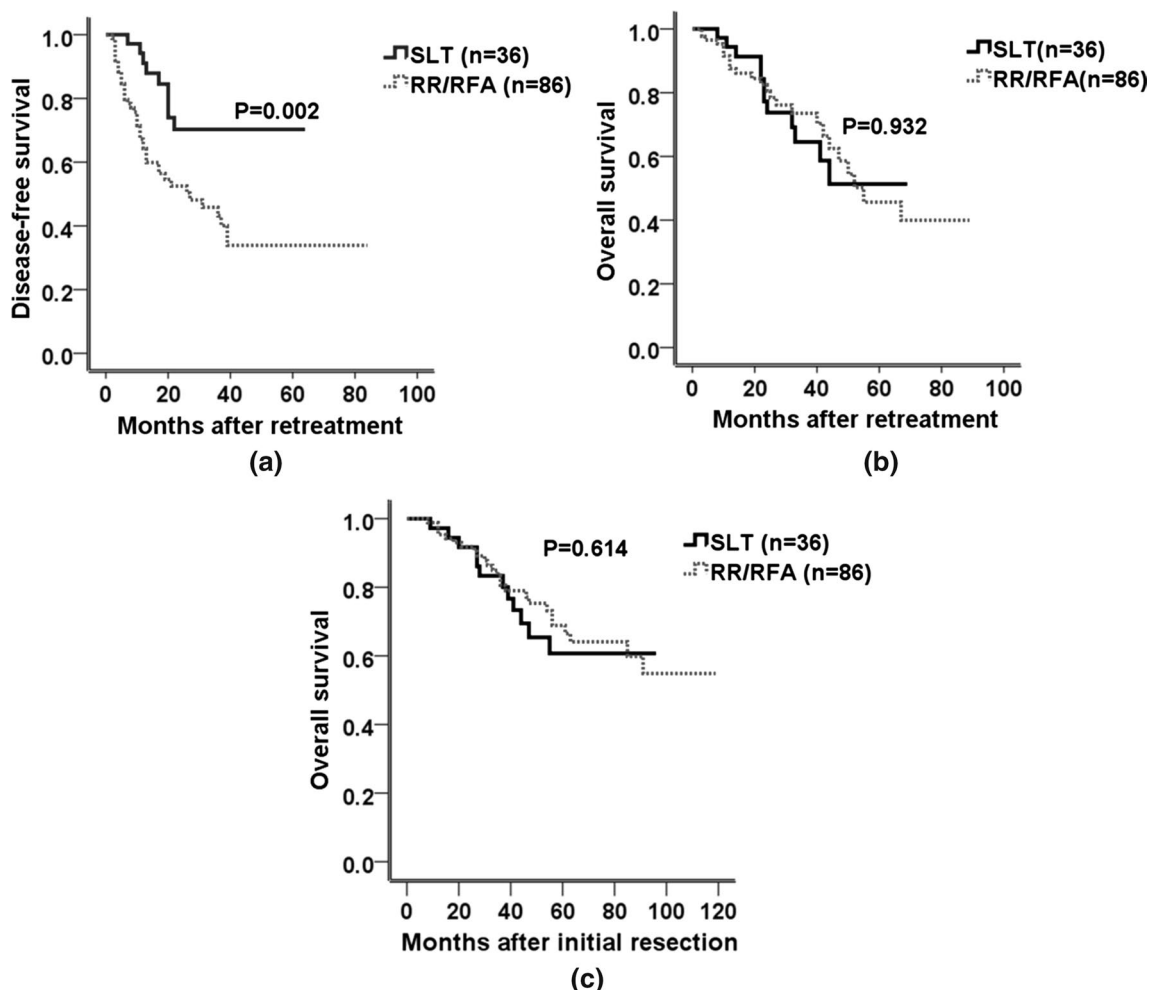 SLT (n=36)
RR/RFA (n=86)
P=0.002
Disease-free survival
1.0
0.8
0.6
0.4
0.2
0.0
0 20 40 60 80 100
Months after retreatment
(a)
SLT(n=36)
RR/RFA(n=86)
P=0.932
Overall survival
1.0
0.8
0.6
0.4
0.2
0.0
0 20 40 60 80 100
Months after retreatment
(b)
P=0.614
SLT (n=36)
RR/RFA (n=86)
Overall survival
1.0
0.8
0.6
0.4
0.2
0.0
0 20 40 60 80 100 120
Months after initial resection
(c)